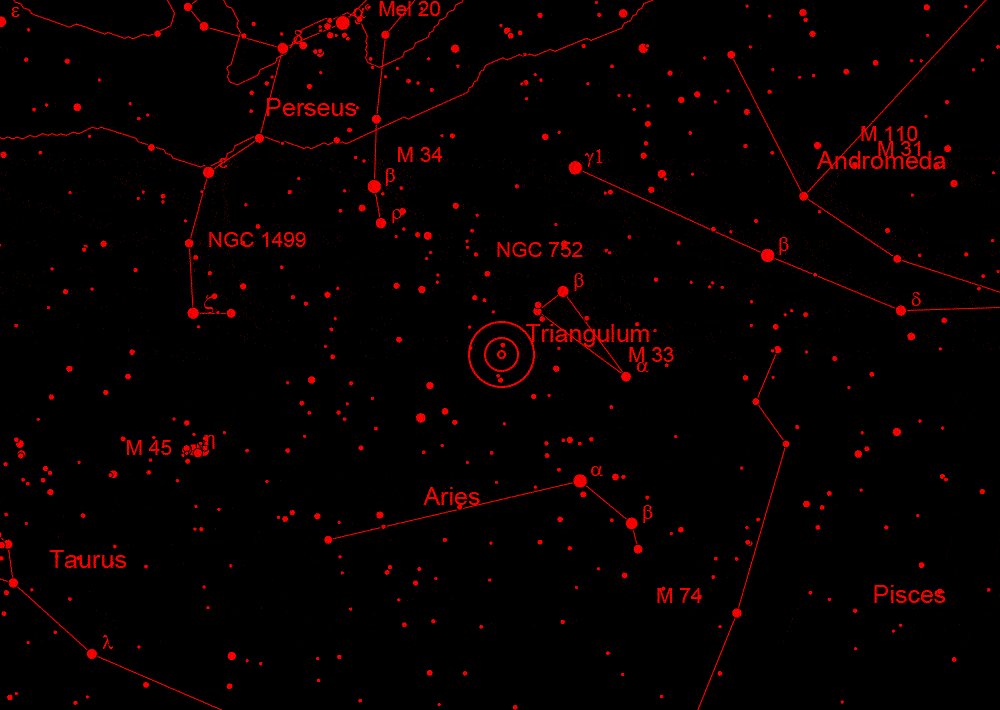 ε
Mel 20
α
δ
Perseus
M 110
M 31
Andromeda
M 34
γ1
ε
β
ρ
NGC 1499
NGC 752
β
β
ζ
δ
Triangulum
M 33
α
M 45
η
α
Aries
β
Taurus
M 74
Pisces
λ